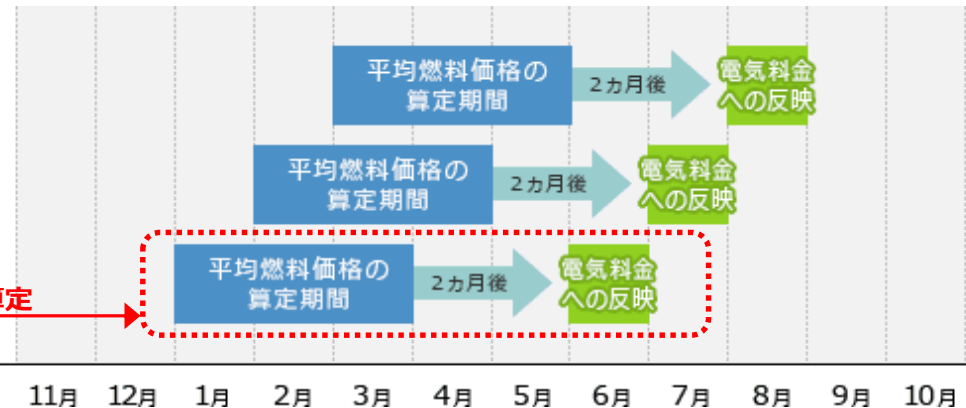 平均燃料価格の
算定期間
2カ月後
電気料金
への反映
平均燃料価格の
算定期間
2カ月後
電気料金
への反映
平均燃料価格の
算定期間
2カ月後
電気料金
への反映
算定
11月 12月 1月 2月 3月 4月 5月 6月 7月 8月 9月 10月